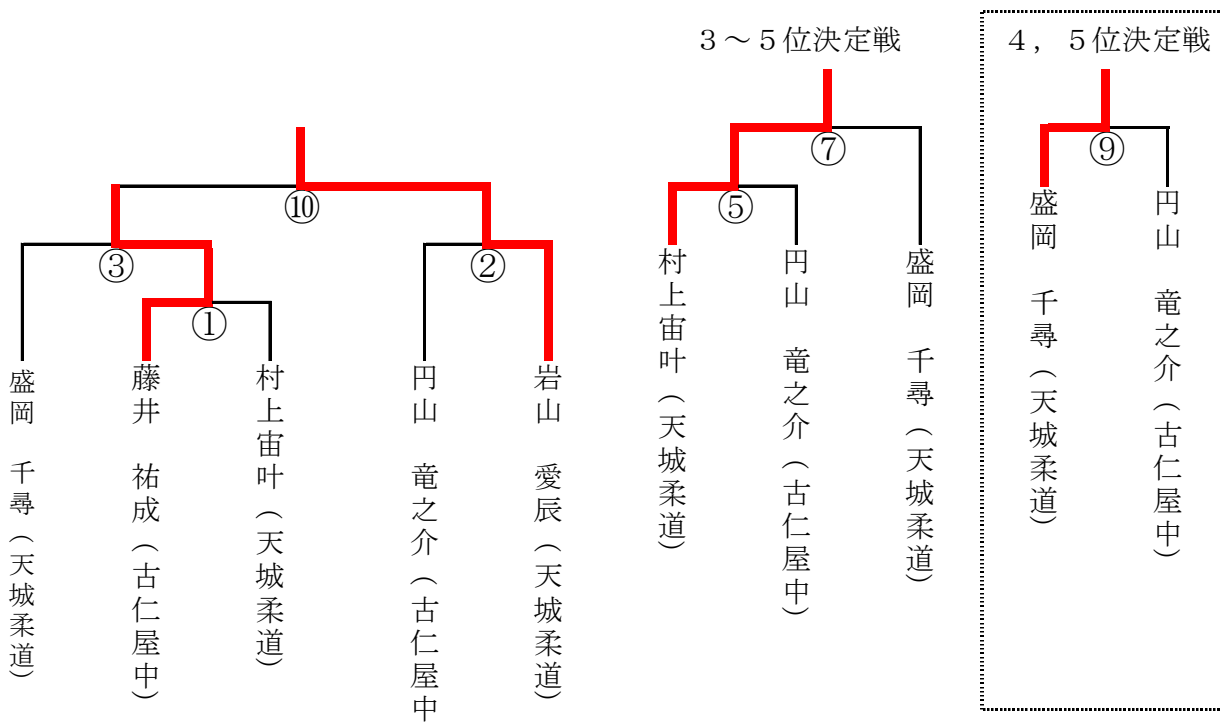 ３～５位決定戦
４，５位決定戦
⑩
③
①
②
⑦
⑤
⑨
盛岡　千尋（天城柔道）
藤井　祐成（古仁屋中）
村上宙叶（天城柔道）
円山　竜之介（古仁屋中
岩山　愛辰（天城柔道）
村上宙叶（天城柔道）
円山　竜之介（古仁屋中）
盛岡　千尋（天城柔道）
盛岡　千尋（天城柔道）
円山　竜之介（古仁屋中）